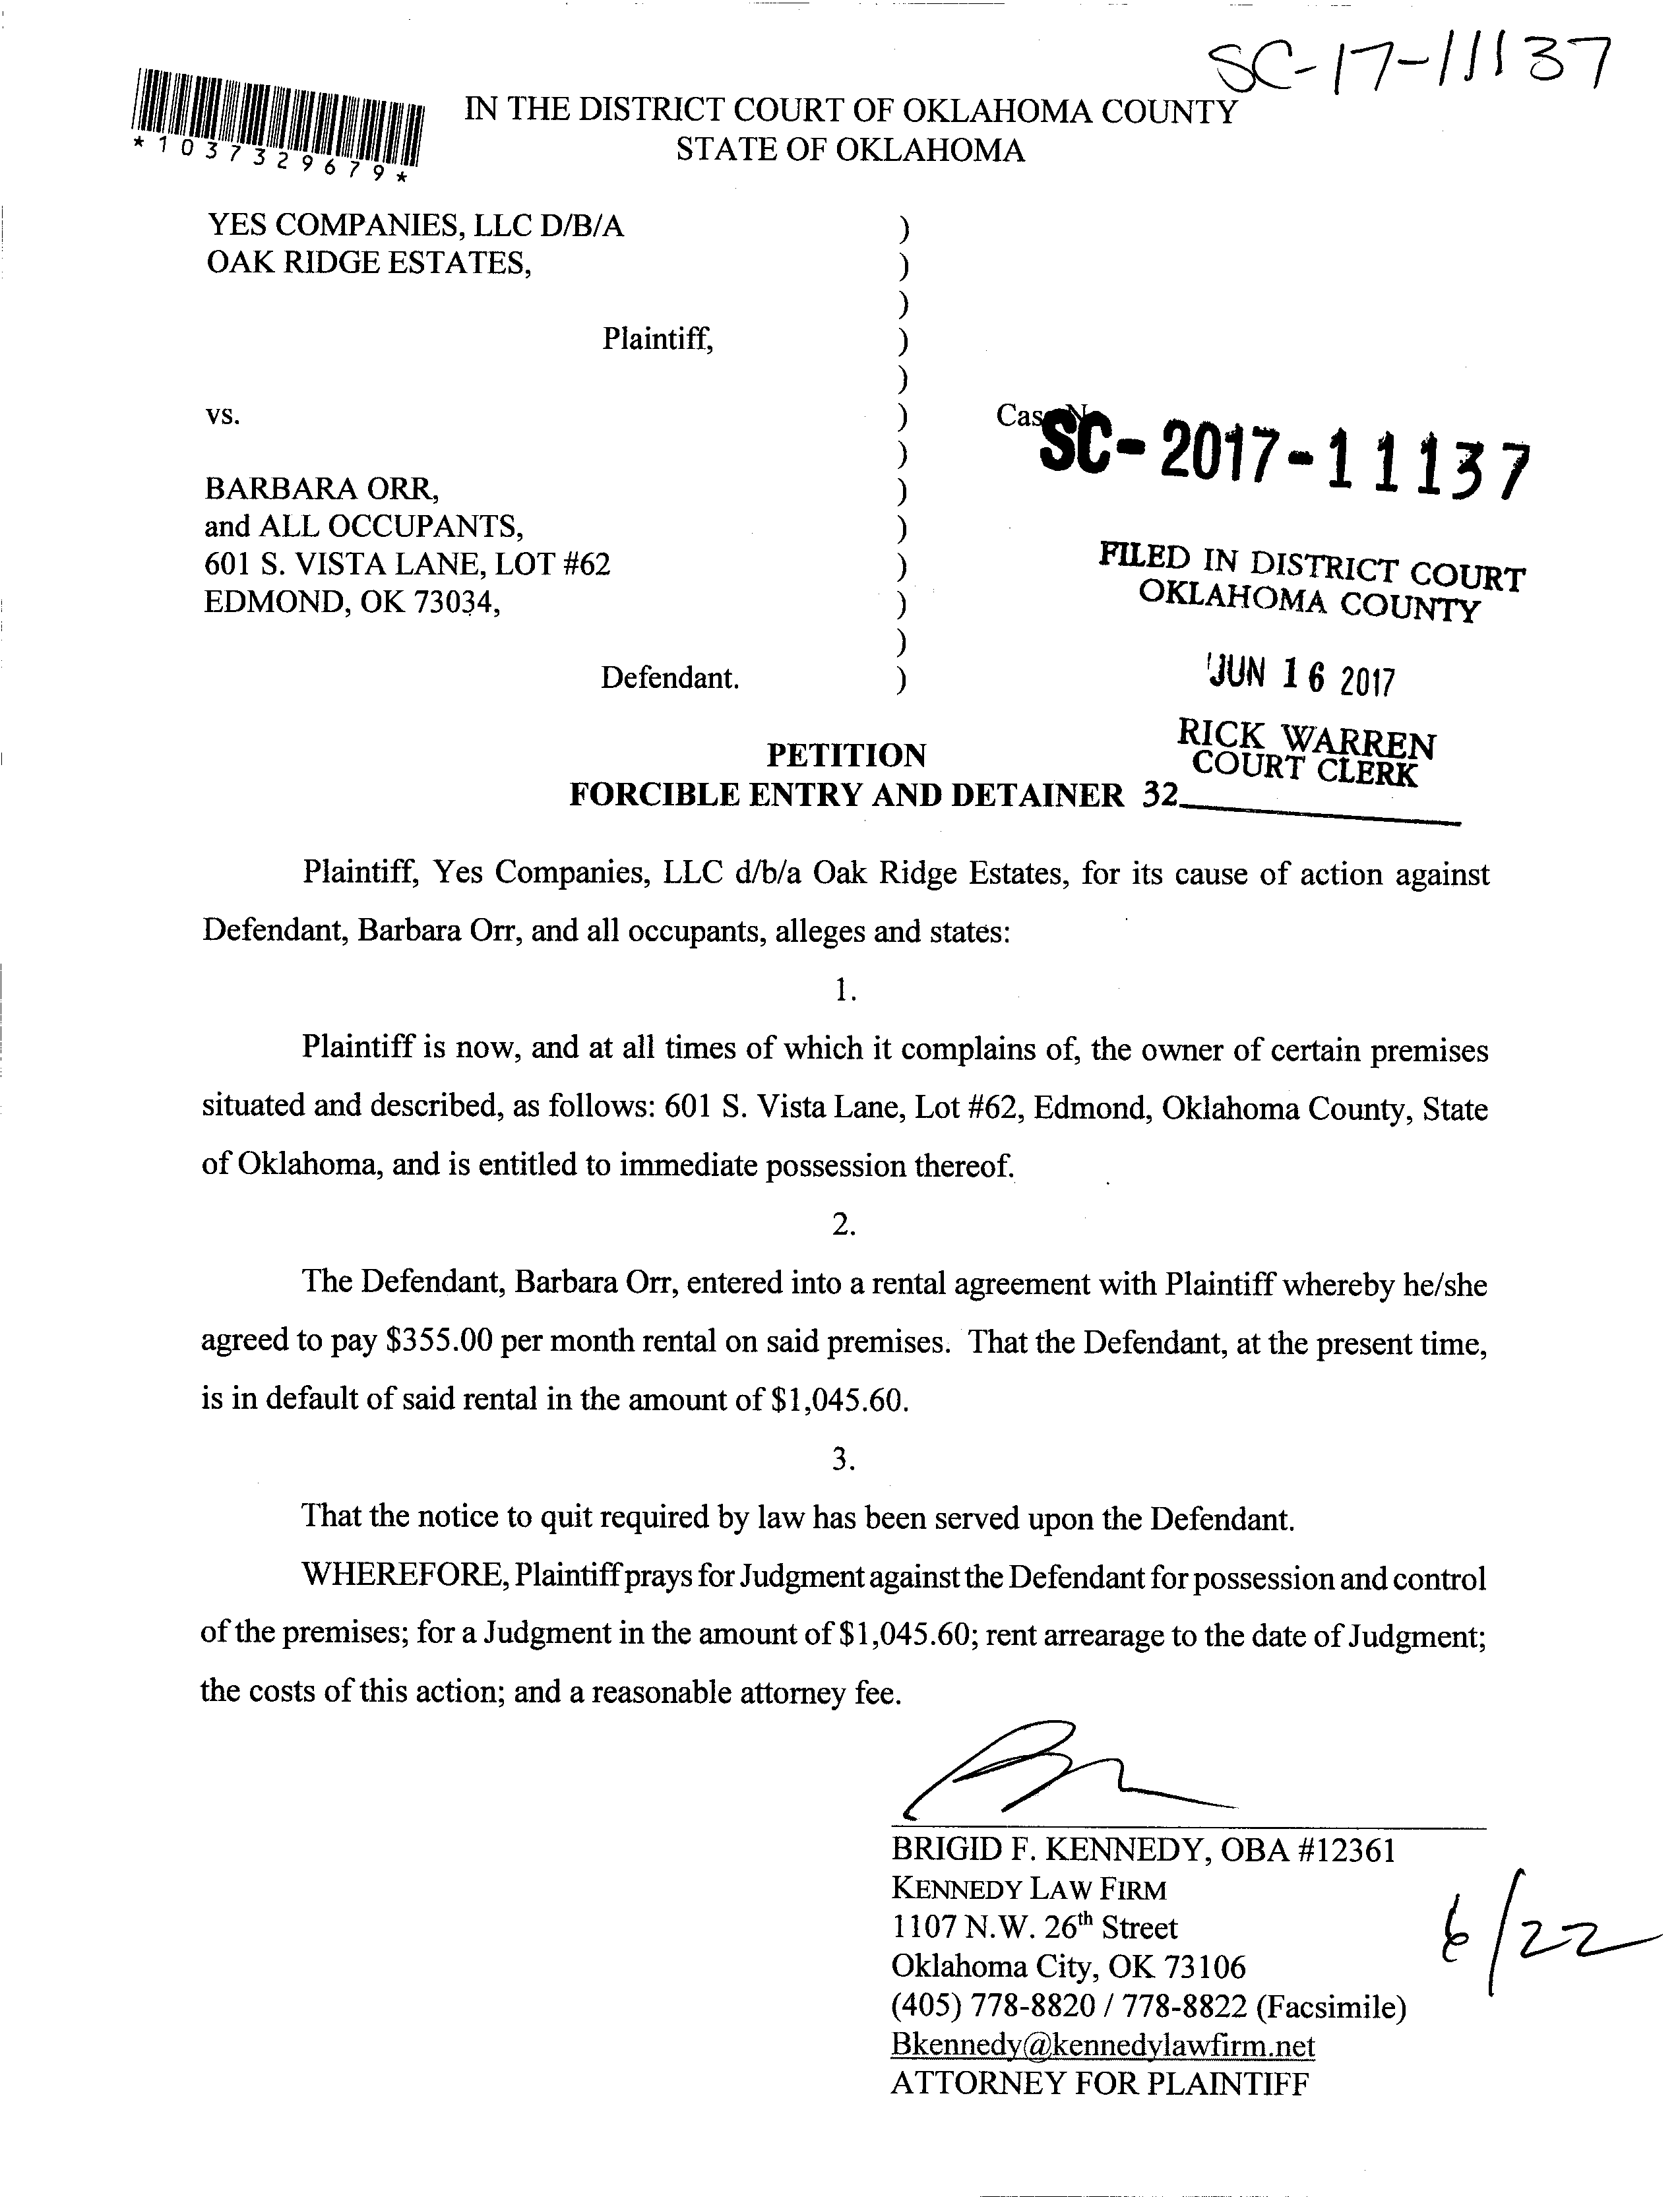 SC-17-11137
*1037329679*
IN THE DISTRICT COURT OF OKLAHOMA COUNTY
STATE OF OKLAHOMA
YES COMPANIES, LLC D/B/A )
OAK RIDGE ESTATES, )
)
Plaintiff, )
)
vs. ) Case No
) SC-2017-11137
BARBARA ORR, )
and ALL OCCUPANTS, )
601 S. VISTA LANE, LOT #62 )
EDMOND, OK 73034, )
)
Defendant. )
FILED IN DISTRICT COURT
OKLAHOMA COUNTY
JUN 16 2017
RICK WARREN
COURT CLERK
32
PETITION
FORCIBLE ENTRY AND DETAINER
Plaintiff, Yes Companies, LLC d/b/a Oak Ridge Estates, for its cause of action against
Defendant, Barbara Orr, and all occupants, alleges and states:
1.
Plaintiff is now, and at all times of which it complains of, the owner of certain premises
situated and described, as follows: 601 S. Vista Lane, Lot #62, Edmond, Oklahoma County, State
of Oklahoma, and is entitled to immediate possession thereof.
2.
The Defendant, Barbara Orr, entered into a rental agreement with Plaintiff whereby he/she
agreed to pay $355.00 per month rental on said premises. That the Defendant, at the present time,
is in default of said rental in the amount of $1,045.60.
3.
That the notice to quit required by law has been served upon the Defendant.
WHEREFORE, Plaintiff prays for Judgment against the Defendant for possession and control
of the premises; for a Judgment in the amount of $1,045.60; rent arrearage to the date of Judgment;
the costs of this action; and a reasonable attorney fee.
BRIGID F. KENNEDY, OBA #12361
KENNEDY LAW FIRM
1107 N.W. 26th Street
Oklahoma City, OK 73106
(405) 778-8820 / 778-8822 (Facsimile)
Bkennedy@kennedylawfirm.net
ATTORNEY FOR PLAINTIFF
6/22